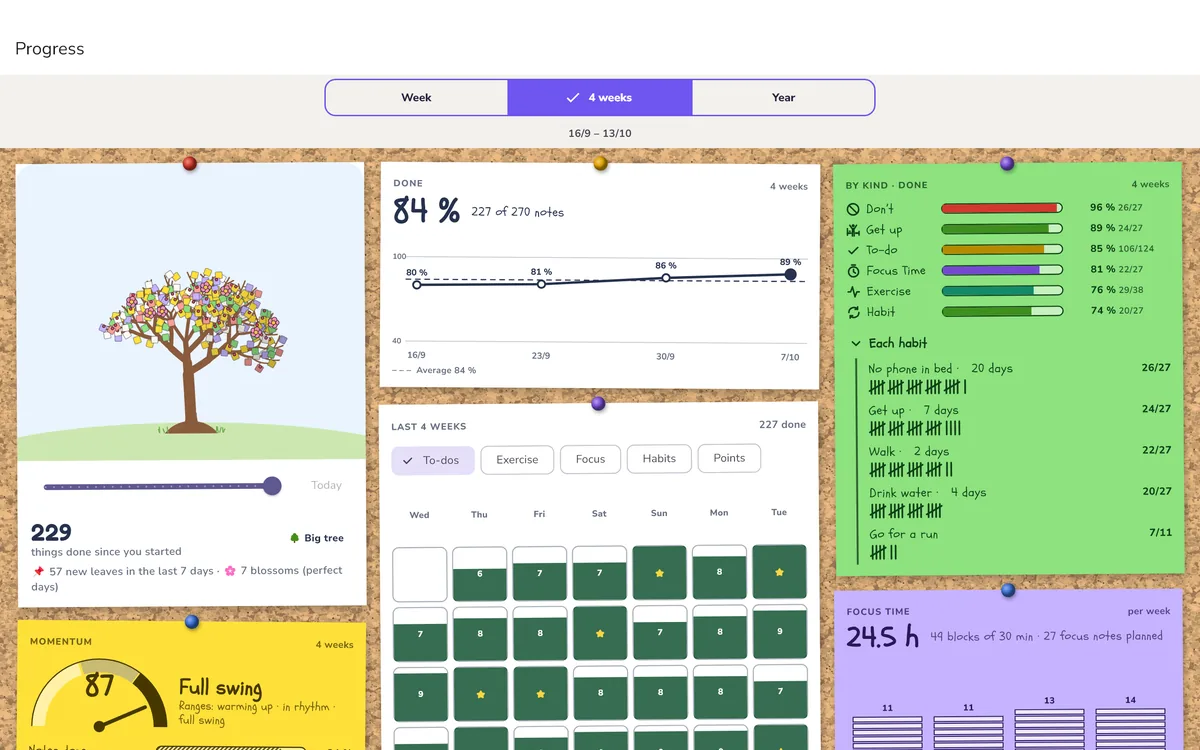 Progress
Week
4 weeks
Year
16/9 – 13/10
229
things done since you started
Today
Big tree
57 new leaves in the last 7 days · 7 blossoms (perfect
days)
MOMENTUM
4 weeks
87
Full swing
Ranges: warming up · in rhythm ·
full swing
DONE
4 weeks
84 %
227 of 270 notes
100
80 %
81 %
86 %
89 %
40
16/9
23/9
30/9
7/10
Average 84 %
LAST 4 WEEKS
227 done
To-dos
Exercise
Focus
Habits
Points
Wed Thu Fri Sat Sun Mon Tue
6 7 7 8
7 8 8 7 8 9
9 8 8 8 7
BY KIND · DONE
4 weeks
Don't 96 % 26/27
Get up 89 % 24/27
To-do 85 % 106/124
Focus Time 81 % 22/27
Exercise 76 % 29/38
Habit 74 % 20/27
Each habit
No phone in bed · 20 days 26/27
Get up · 7 days 24/27
Walk · 2 days 22/27
Drink water · 4 days 20/27
Go for a run 7/11
FOCUS TIME
per week
24.5 h
49 blocks of 30 min · 27 focus notes planned
11
11
13
14